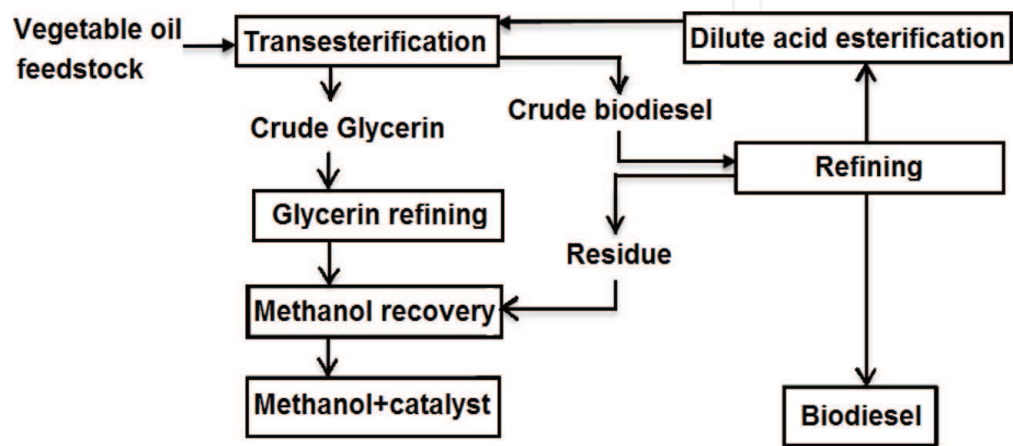 Vegetable oil
feedstock
Transesterification
Dilute acid esterification
Crude Glycerin
Crude biodiesel
Refining
Glycerin refining
Residue
Methanol recovery
Methanol+catalyst
Biodiesel